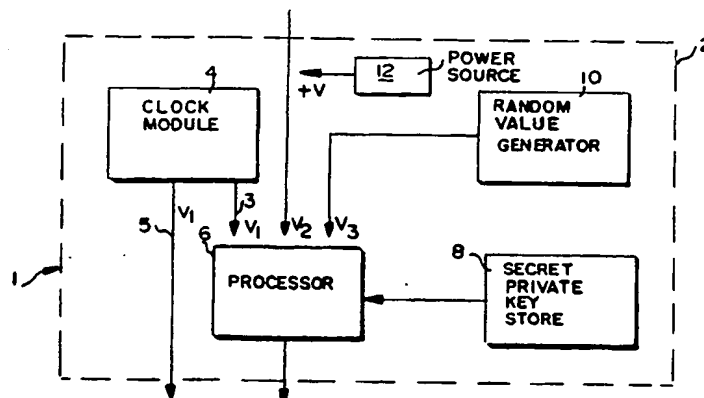 4
CLOCK
MODULE
12
+V
POWER
SOURCE
2
10
RANDOM
VALUE
GENERATOR
5
V1
3
V1
V2
V3
6
PROCESSOR
8
SECRET
PRIVATE
KEY
STORE
1